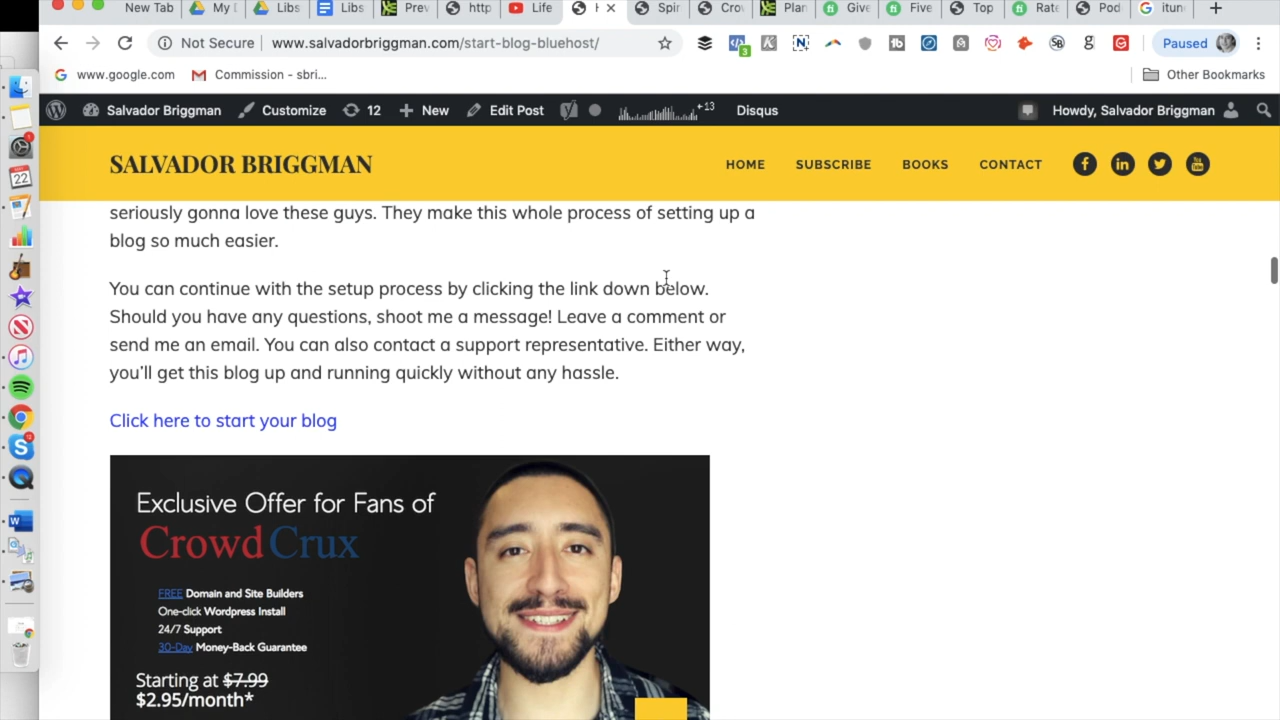 New Tab My D Libs Libs Prev http Life H Spir Crow Plan Give Five Top Rate Pod itun
Not Secure www.salvadorbriggman.com/start-blog-bluehost/ 3 Paused
www.google.com Commission - sbri... Other Bookmarks
Salvador Briggman Customize 12 New Edit Post +13 Disqus Howdy, Salvador Briggman
SALVADOR BRIGGMAN HOME SUBSCRIBE BOOKS CONTACT
seriously gonna love these guys. They make this whole process of setting up a
blog so much easier.
You can continue with the setup process by clicking the link down below.
Should you have any questions, shoot me a message! Leave a comment or
send me an email. You can also contact a support representative. Either way,
you'll get this blog up and running quickly without any hassle.
Click here to start your blog
Exclusive Offer for Fans of
CrowdCrux
FREE Domain and Site Builders
One-click Wordpress Install
24/7 Support
30-Day Money-Back Guarantee
Starting at $7.99
$2.95/month*